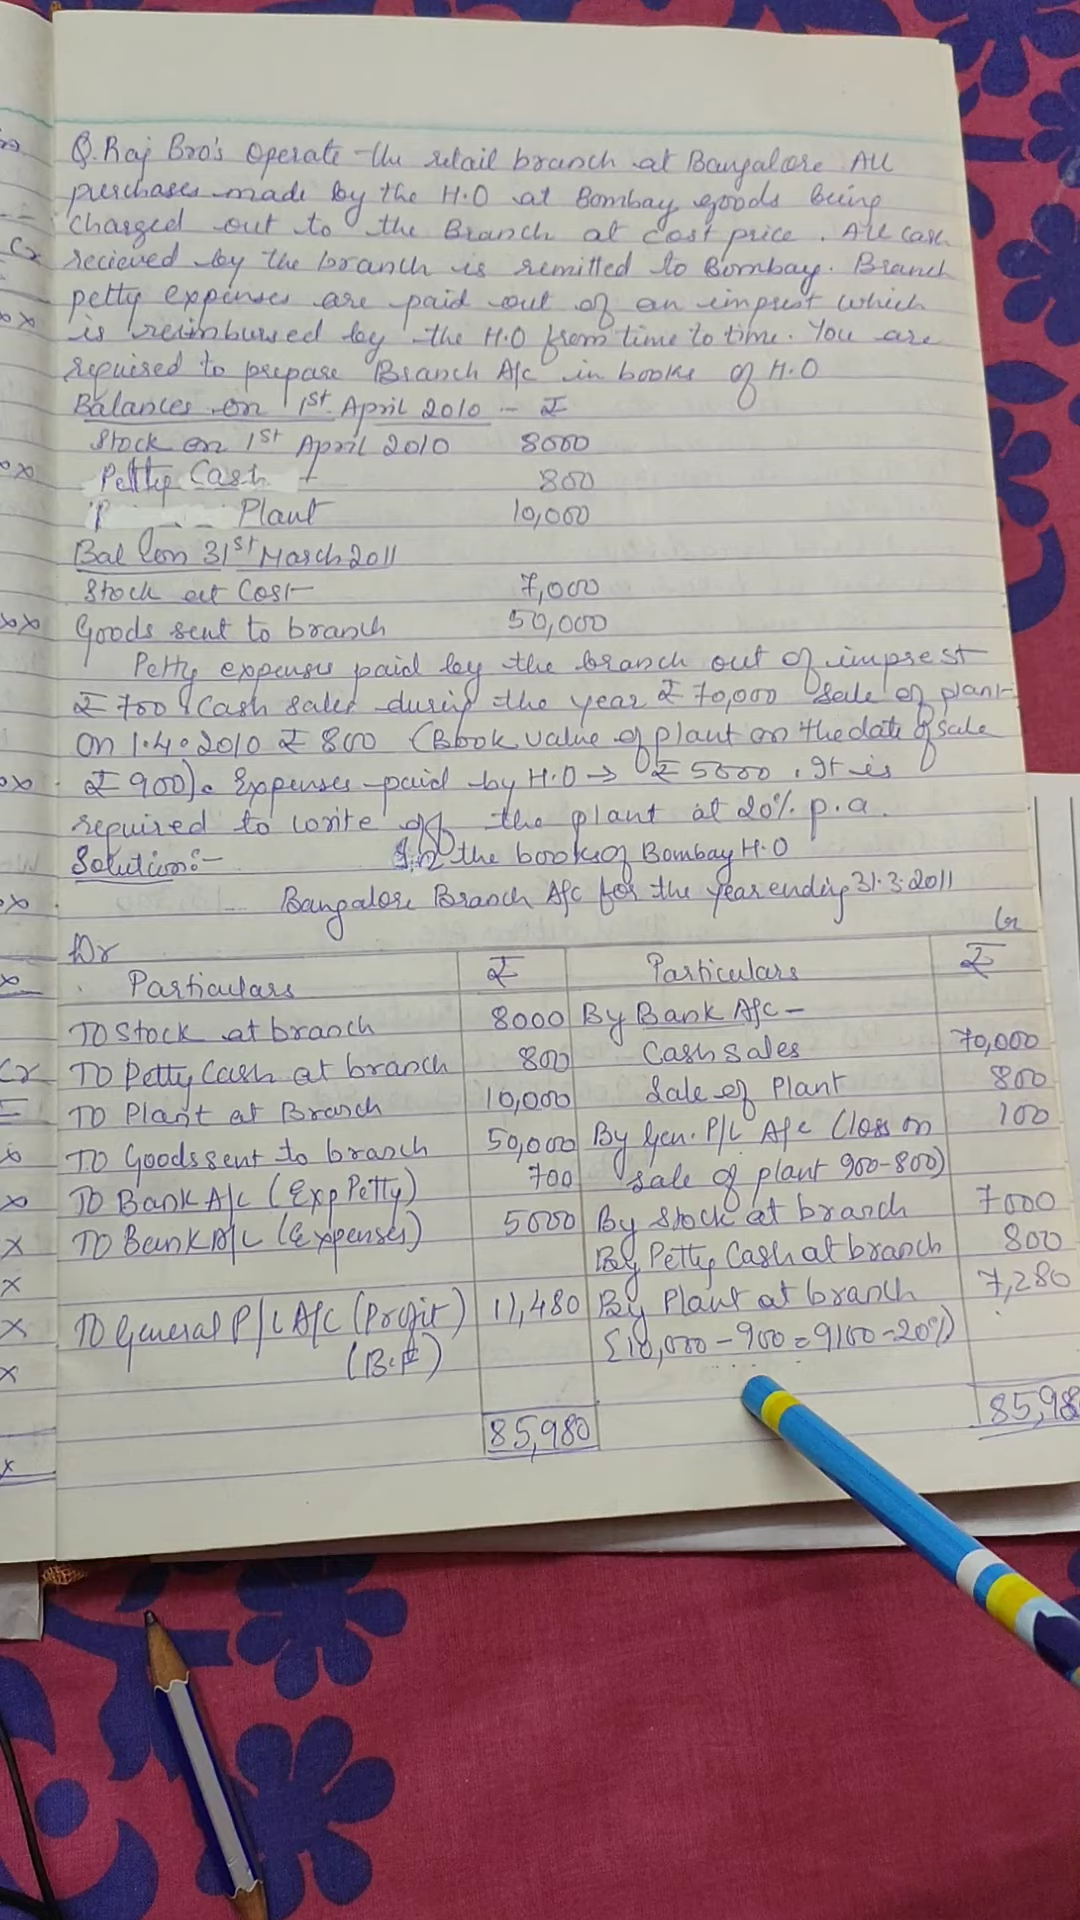 Q. Raj Bro's Operate the retail branch at Bangalore All
purchases made by the H.O at Bombay goods being
charged out to the Branch at cost price. All cash
recieved by the branch is remitted to Bombay. Branch
petty expenses are paid out of an imprest which
is reimbursed by the H.O from time to time. You are
required to prepare Branch A/c in books of H.O
Balances on 1st April 2010 - ₹
Stock on 1st April 2010 8000
Petty Cash 800
P Plant 10,000
Bal on 31st March 2011
Stock at Cost 7,000
Goods sent to branch 50,000
Petty expenses paid by the branch out of imprest
₹ 700 Cash sales during the year ₹ 70,000 Sale of plant
on 1.4.2010 ₹ 800 (Book value of plant on the date of sale
₹ 900). Expenses paid by H.O → ₹ 5000. It is
required to write off the plant at 20% p.a.
Solution:- In the books of Bombay H.O
Bangalore Branch A/c for the year ending 31.3.2011
Dr Cr
Particulars ₹ Particulars ₹
To Stock at branch 8000 By Bank A/c -
To Petty Cash at branch 800 Cash sales 70,000
To Plant at Branch 10,000 Sale of Plant 800
To Goods sent to branch 50,000 By Gen. P/L A/c (loss on 100
To Bank A/c (Exp Petty) 700 sale of plant 900-800)
To Bank A/c (Expenses) 5000 By Stock at branch 7000
By Petty Cash at branch 800
To General P/L A/c (Profit) 11,480 By Plant at branch 7,280
(B.F) {10,000 - 900 = 9100 - 20%)
85,980 85,98